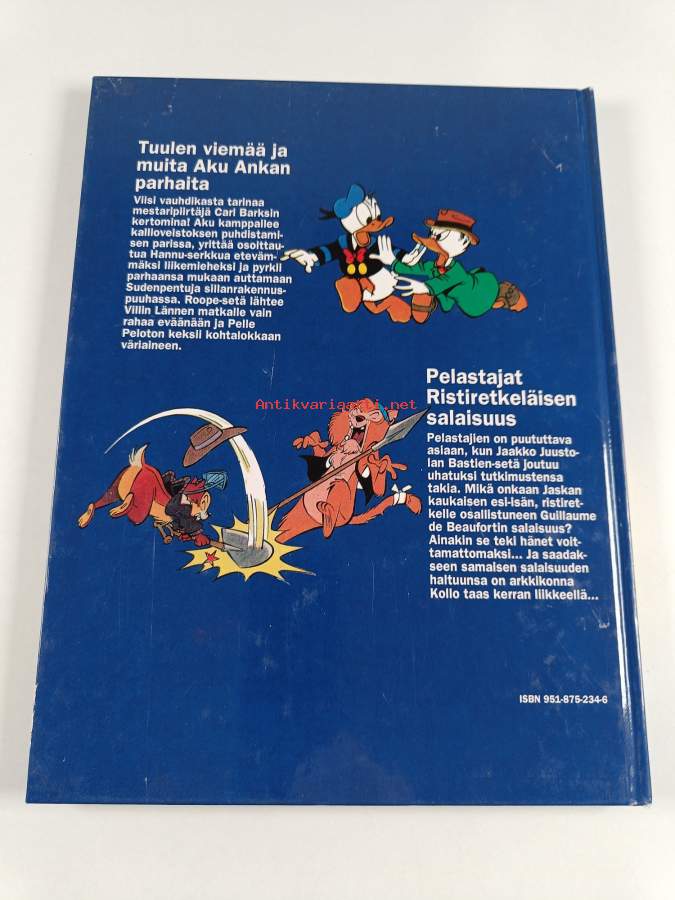 Tuulen viemää ja
muita Aku Ankan
parhaita
Viisi vauhdikasta tarinaa
mestaripiirtäjä Carl Barksin
kertomina! Aku kamppailee
kallioveistoksen puhdistami-
sen parissa, yrittää osoittau-
tua Hannu-serkkua eteväm-
mäksi liikemieheksi ja pyrkii
parhaansa mukaan auttamaan
Sudenpentuja sillanrakennus-
puuhassa. Roope-setä lähtee
Villin Lännen matkalle vain
rahaa eväänään ja Pelle
Peloton keksii kohtalokkaan
väriaineen.
Antikvariaatti.net
Pelastajat
Ristiretkeläisen
salaisuus
Pelastajien on puututtava
asiaan, kun Jaakko Juusto-
lan Bastien-setä joutuu
uhatuksi tutkimustensa
takia. Mikä onkaan Jaskan
kaukaisen esi-isän, ristiret-
kelle osallistuneen Guillaume
de Beaufortin salaisuus?
Ainakin se teki hänet voit-
tamattomaksi... Ja saadak-
seen samaisen salaisuuden
haltuunsa on arkkikonna
Kollo taas kerran liikkeellä...
ISBN 951-875-234-6